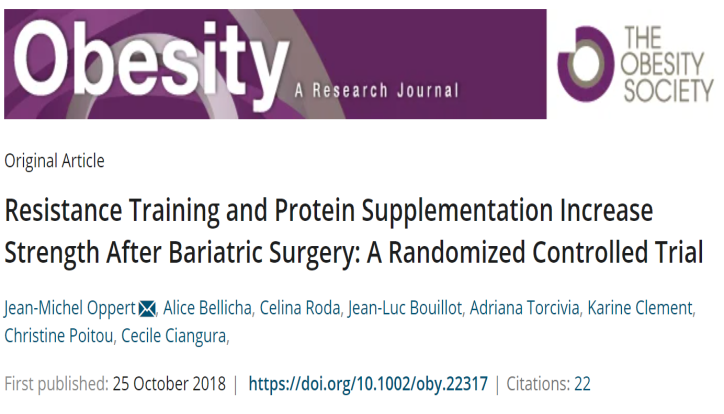 Obesity A Research Journal
THE
OBESITY
SOCIETY
Original Article
Resistance Training and Protein Supplementation Increase
Strength After Bariatric Surgery: A Randomized Controlled Trial
Jean-Michel Oppert, Alice Bellicha, Celina Roda, Jean-Luc Bouillot, Adriana Torcivia, Karine Clement,
Christine Poitou, Cecile Ciangura,
First published: 25 October 2018 | https://doi.org/10.1002/oby.22317 | Citations: 22